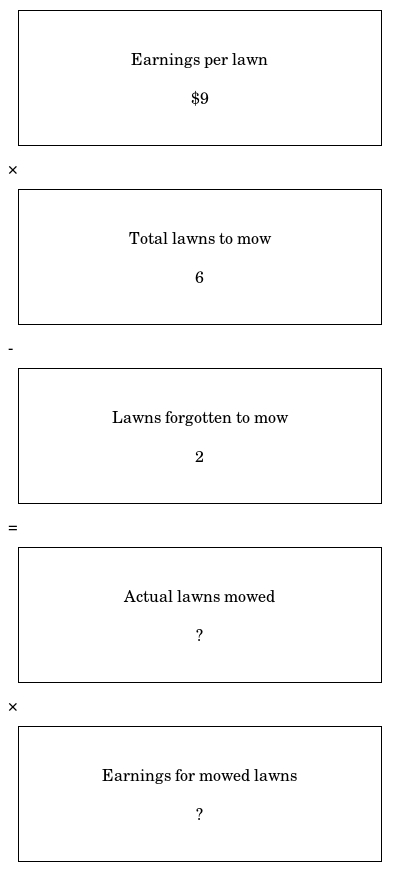 Earnings per lawn
$9
×
Total lawns to mow
6
-
Lawns forgotten to mow
2
=
Actual lawns mowed
?
×
Earnings for mowed lawns
?